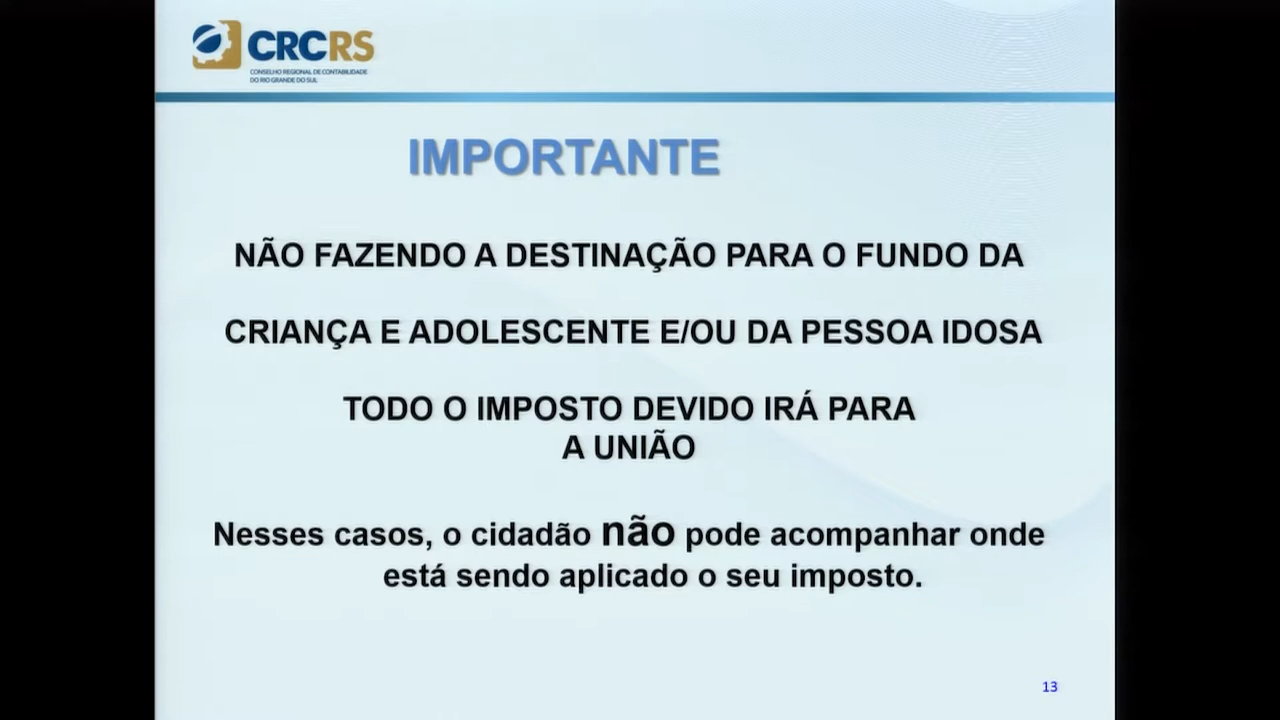 CRCRS
CONSELHO REGIONAL DE CONTABILIDADE
DO RIO GRANDE DO SUL
IMPORTANTE
NÃO FAZENDO A DESTINAÇÃO PARA O FUNDO DA
CRIANÇA E ADOLESCENTE E/OU DA PESSOA IDOSA
TODO O IMPOSTO DEVIDO IRÁ PARA
A UNIÃO
Nesses casos, o cidadão não pode acompanhar onde
está sendo aplicado o seu imposto.
13